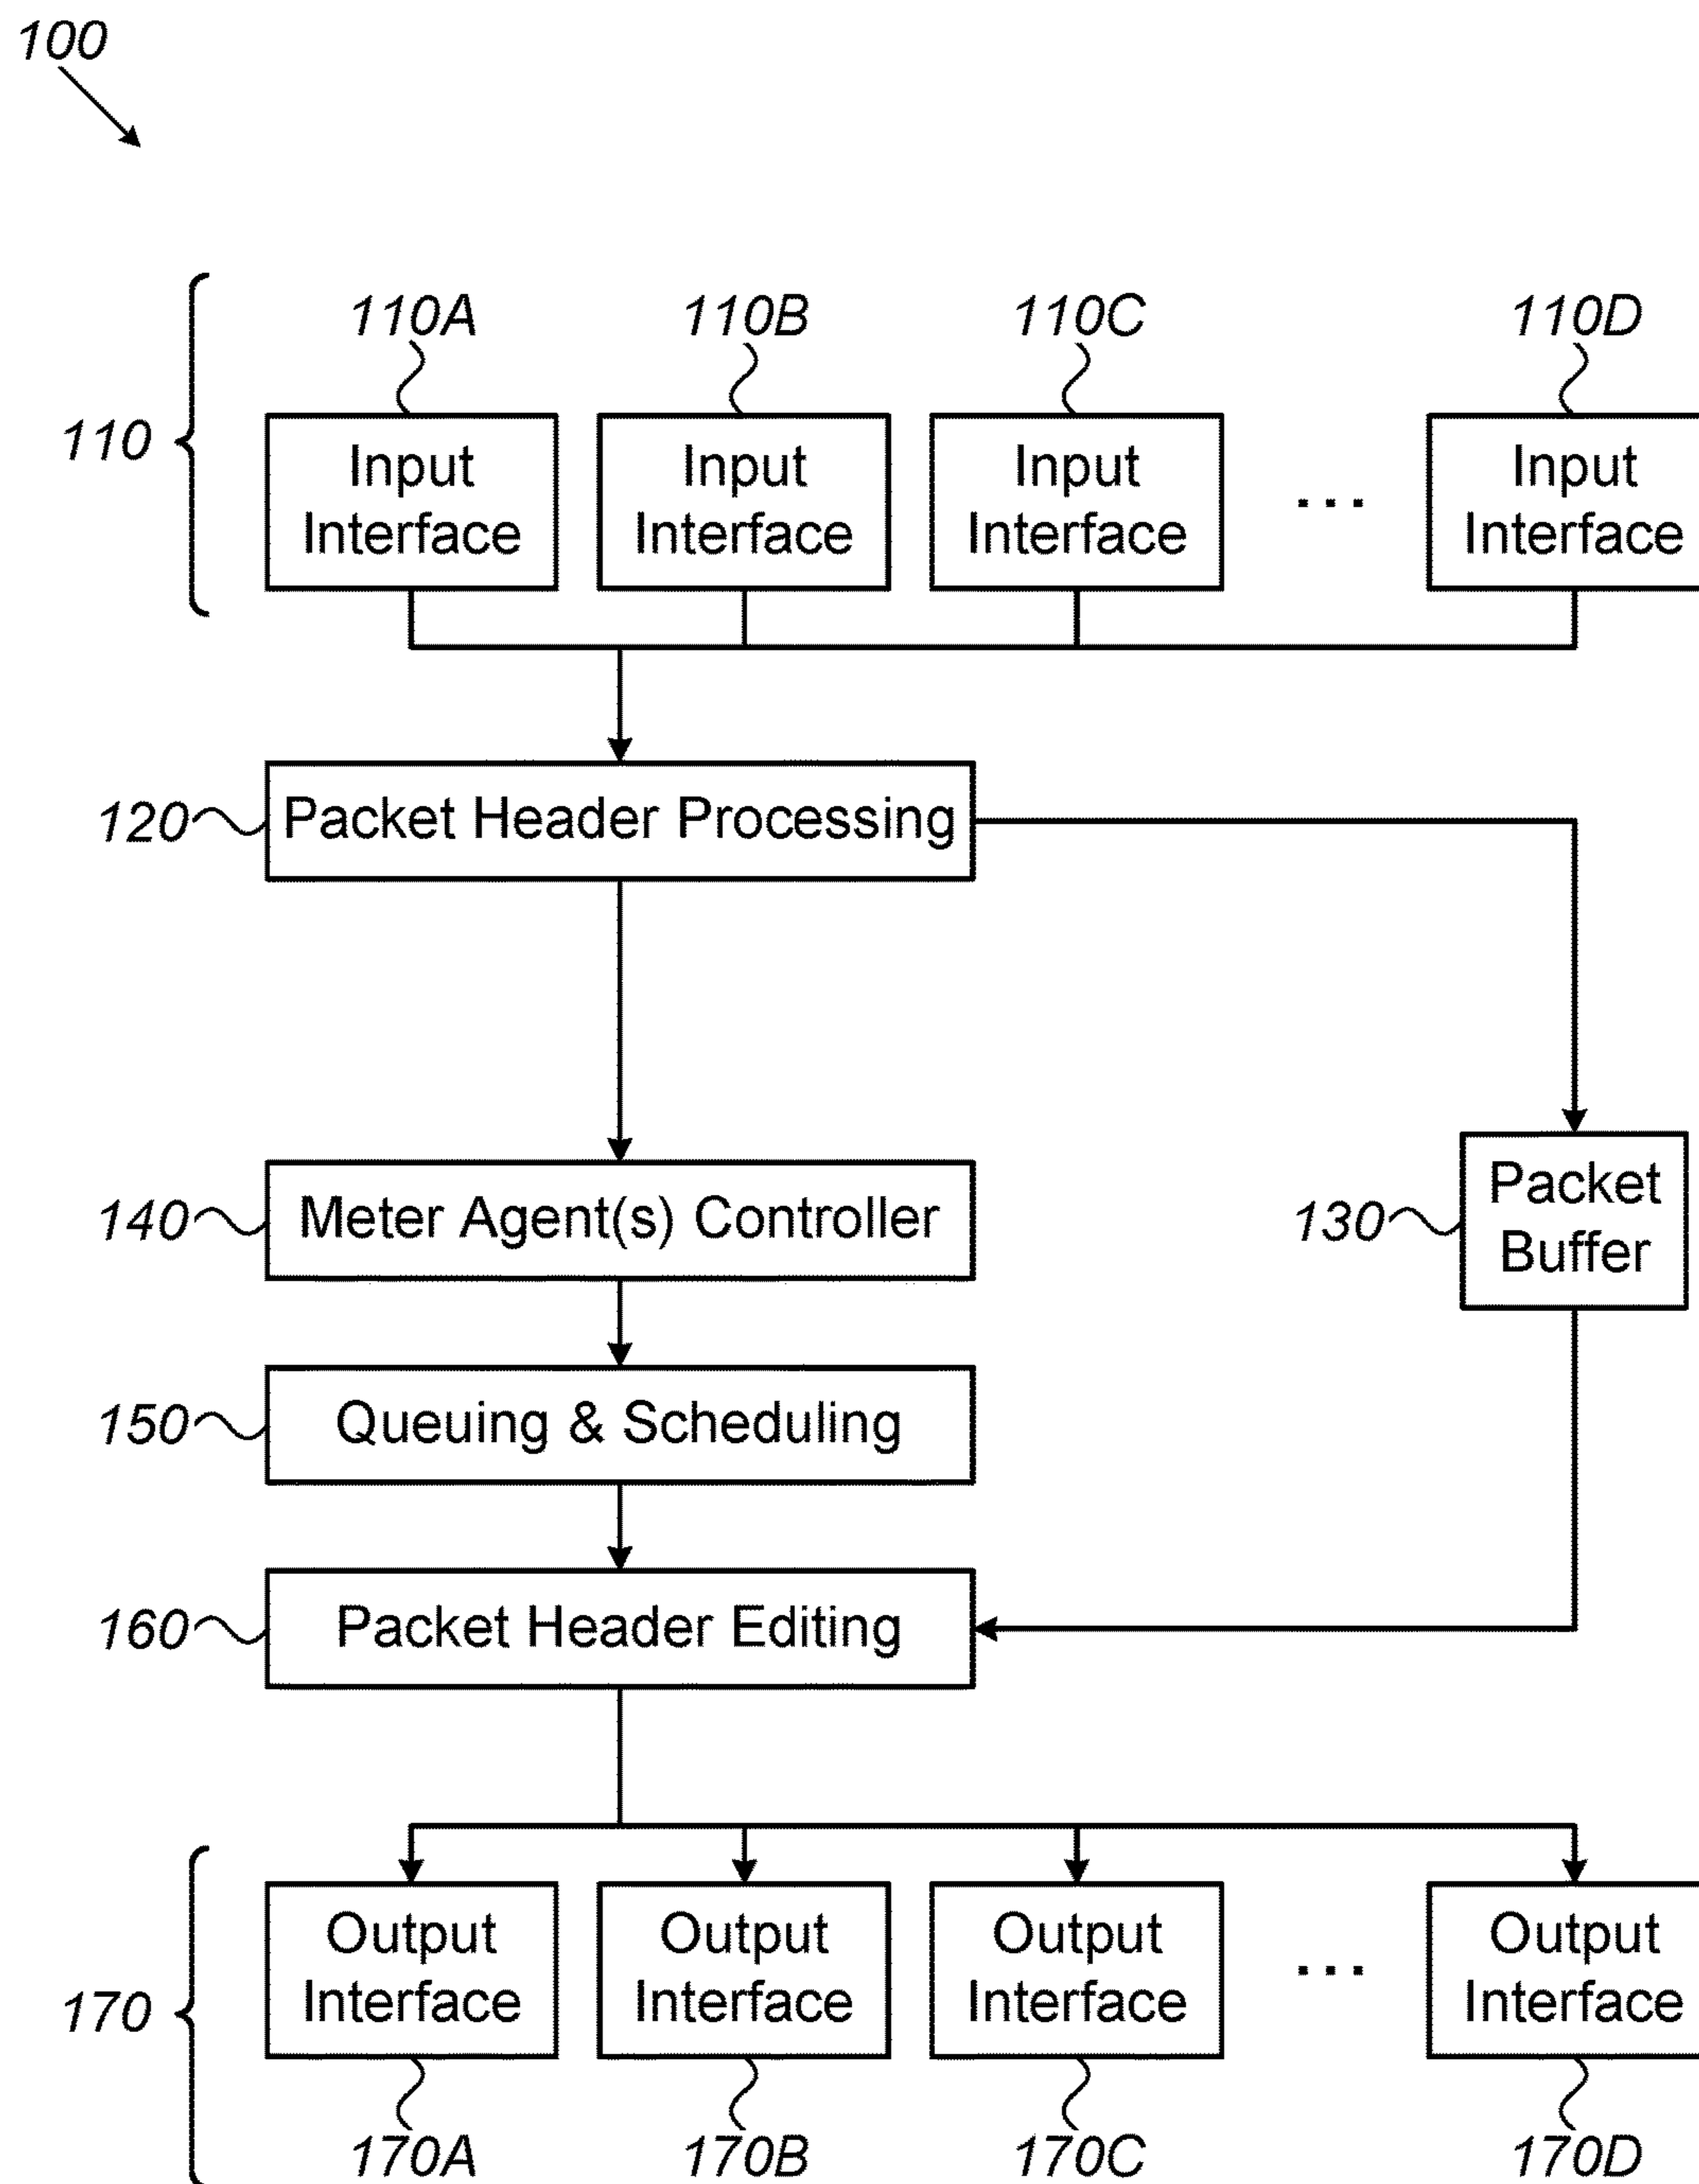 100
110A 110B 110C 110D
110
Input Interface
Input Interface
Input Interface
...
Input Interface
120 Packet Header Processing
140 Meter Agent(s) Controller
130 Packet Buffer
150 Queuing & Scheduling
160 Packet Header Editing
170
Output Interface
Output Interface
Output Interface
...
Output Interface
170A 170B 170C 170D